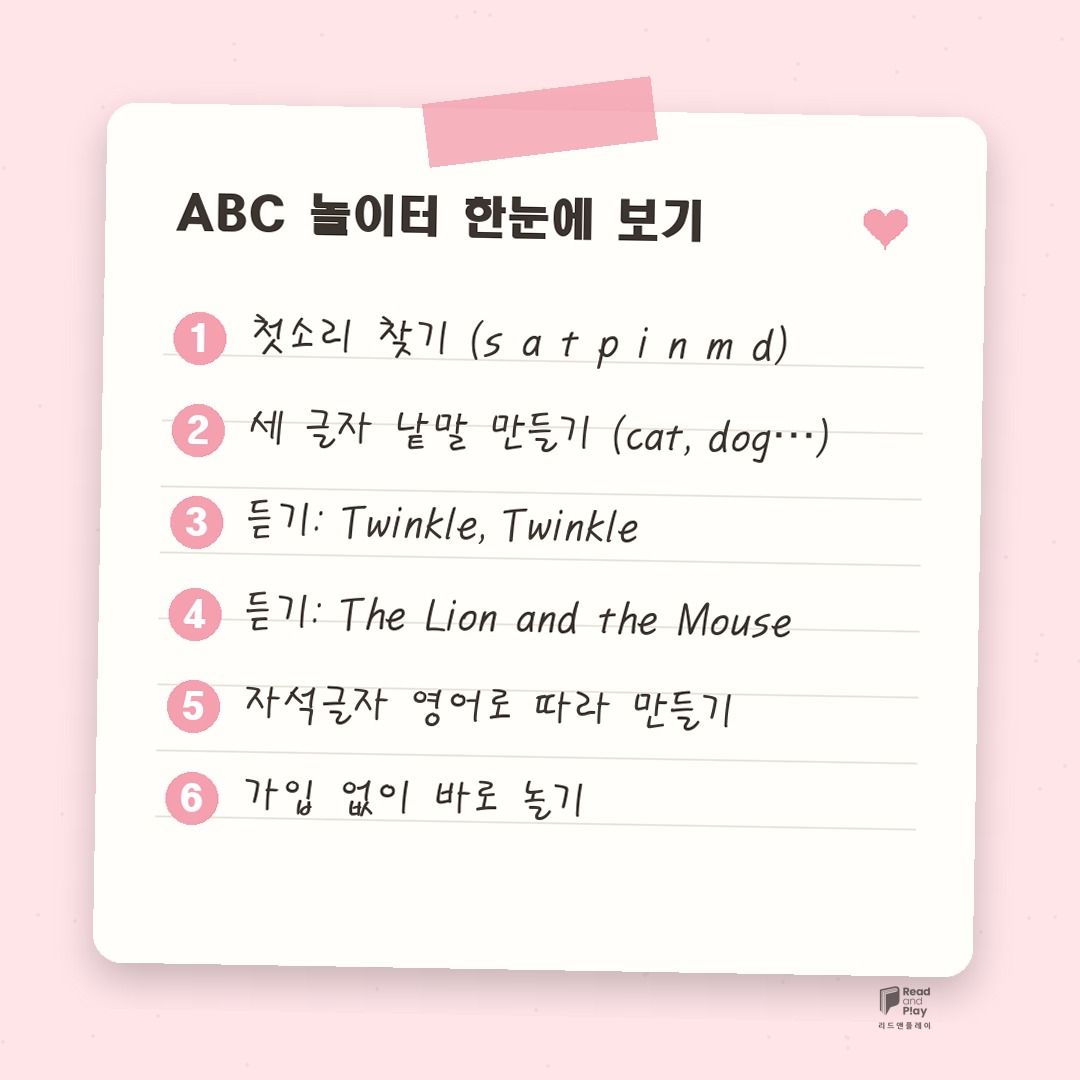 ABC 놀이터 한눈에 보기
1 첫소리 찾기 (s a t p i n m d)
2 세 글자 낱말 만들기 (cat, dog…)
3 듣기: Twinkle, Twinkle
4 듣기: The Lion and the Mouse
5 자석글자 영어로 따라 만들기
6 가입 없이 바로 놀기
Read
and
Play
리드앤플레이